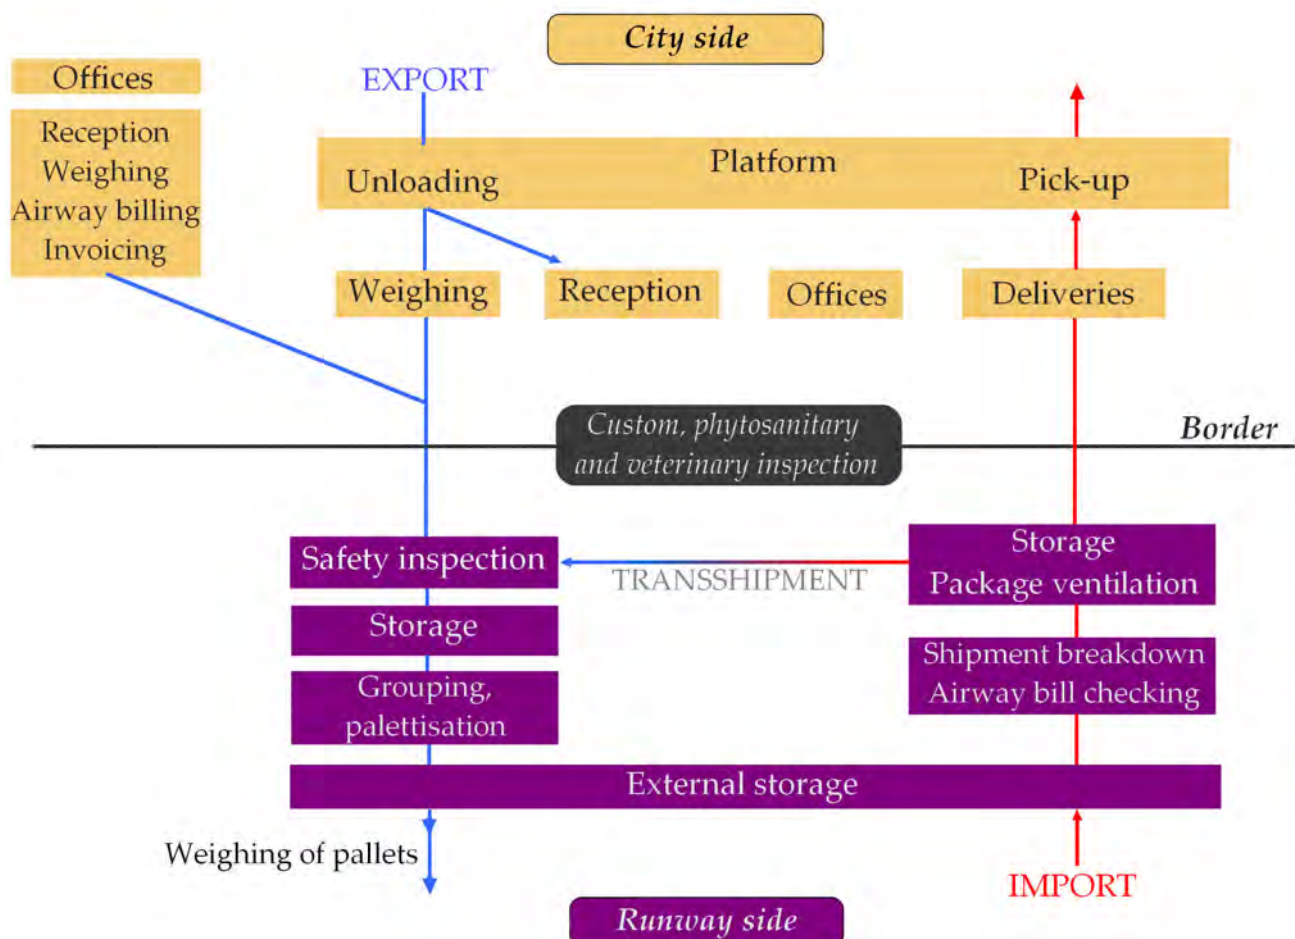 City side
Offices
EXPORT
Reception
Weighing
Airway billing
Invoicing
Platform
Unloading
Pick-up
Weighing
Reception
Offices
Deliveries
Custom, phytosanitary
and veterinary inspection
Border
Safety inspection
Storage
Package ventilation
TRANSSHIPMENT
Storage
Shipment breakdown
Airway bill checking
Grouping,
palettisation
External storage
Weighing of pallets
IMPORT
Runway side